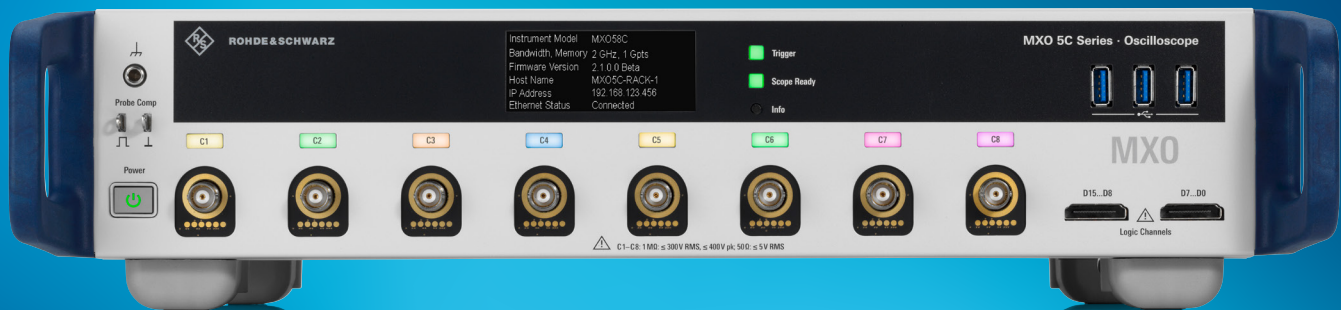 R S
ROHDE&SCHWARZ
Instrument Model MXO58C
Bandwidth, Memory 2 GHz, 1 Gpts
Firmware Version 2.1.0.0 Beta
Host Name MXO5C-RACK-1
IP Address 192.168.123.456
Ethernet Status Connected
Trigger
Scope Ready
Info
MXO 5C Series · Oscilloscope
Probe Comp
Power
C1 C2 C3 C4 C5 C6 C7 C8
MXO
D15...D8 D7...D0
Logic Channels
C1–C8: 1 MΩ: ≤ 300 V RMS, ≤ 400 V pk; 50 Ω: ≤ 5 V RMS